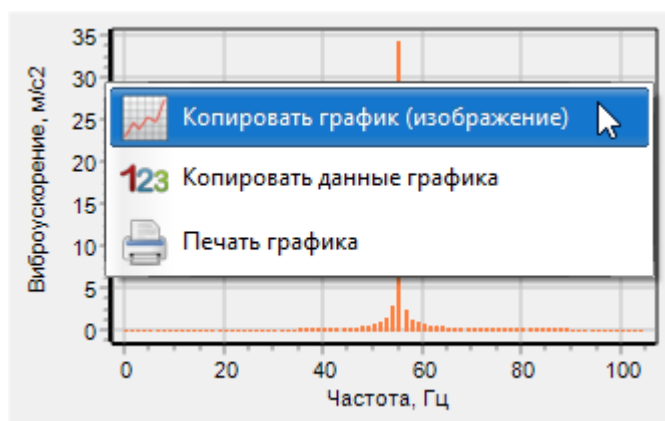 35
30
25
20
15
10
5
0
Виброускорение, м/с2
Копировать график (изображение)
123 Копировать данные графика
Печать графика
0 20 40 60 80 100
Частота, Гц